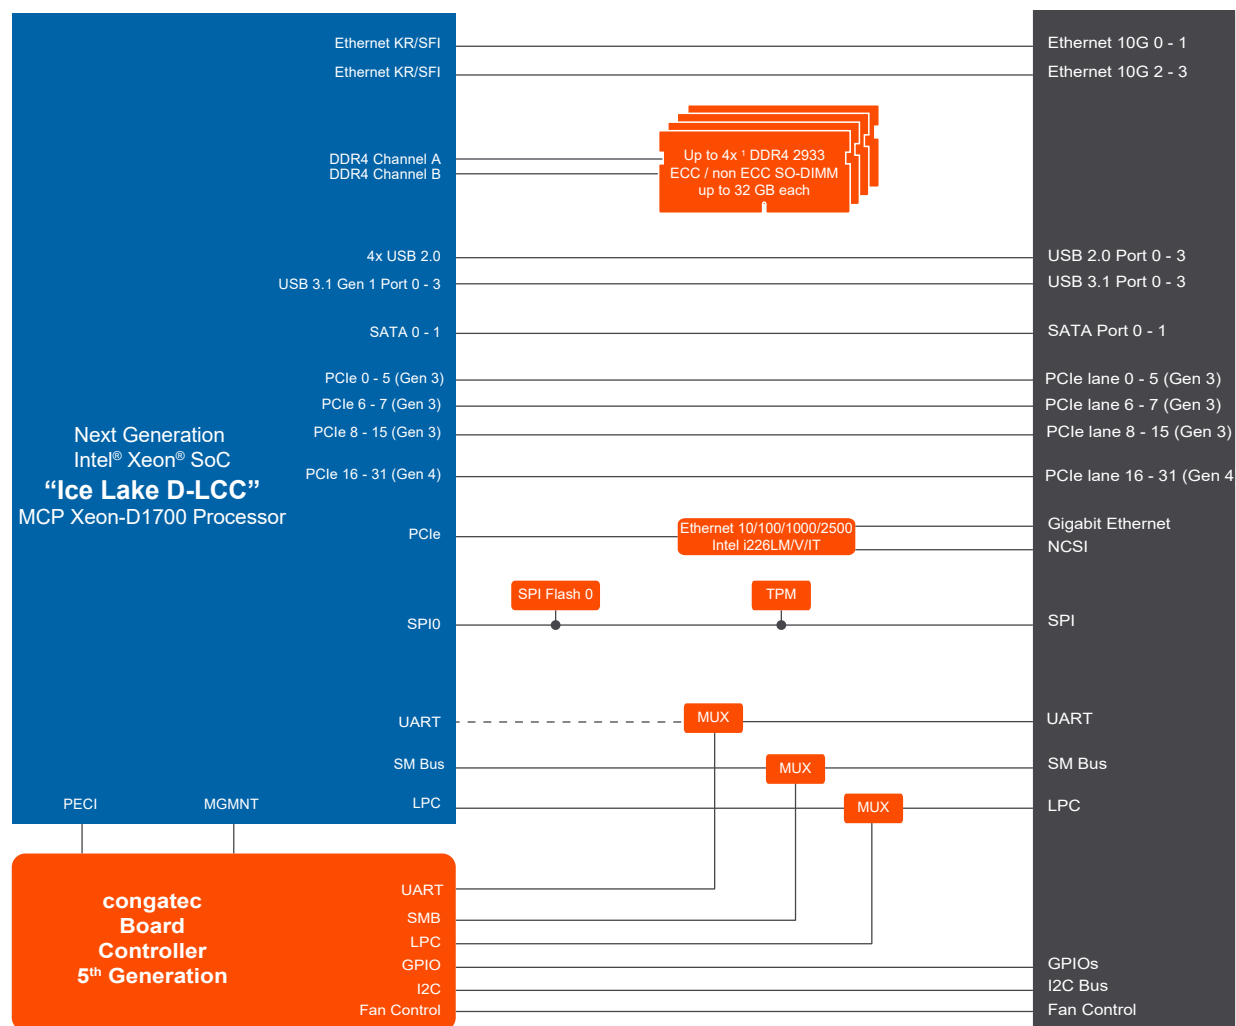 Ethernet KR/SFI
Ethernet 10G 0 - 1
Ethernet KR/SFI
Ethernet 10G 2 - 3
DDR4 Channel A
DDR4 Channel B
Up to 4x ¹ DDR4 2933
ECC / non ECC SO-DIMM
up to 32 GB each
4x USB 2.0
USB 2.0 Port 0 - 3
USB 3.1 Gen 1 Port 0 - 3
USB 3.1 Port 0 - 3
SATA 0 - 1
SATA Port 0 - 1
PCIe 0 - 5 (Gen 3)
PCIe lane 0 - 5 (Gen 3)
PCIe 6 - 7 (Gen 3)
PCIe lane 6 - 7 (Gen 3)
PCIe 8 - 15 (Gen 3)
PCIe lane 8 - 15 (Gen 3)
PCIe 16 - 31 (Gen 4)
PCIe lane 16 - 31 (Gen 4
Next Generation
Intel® Xeon® SoC
“Ice Lake D-LCC”
MCP Xeon-D1700 Processor
PCIe
Ethernet 10/100/1000/2500
Intel i226LM/V/IT
Gigabit Ethernet
NCSI
SPI Flash 0
TPM
SPI0
SPI
UART
MUX
UART
SM Bus
MUX
SM Bus
PECI
MGMNT
LPC
MUX
LPC
congatec
Board
Controller
5th Generation
UART
SMB
LPC
GPIO
GPIOs
I2C
I2C Bus
Fan Control
Fan Control